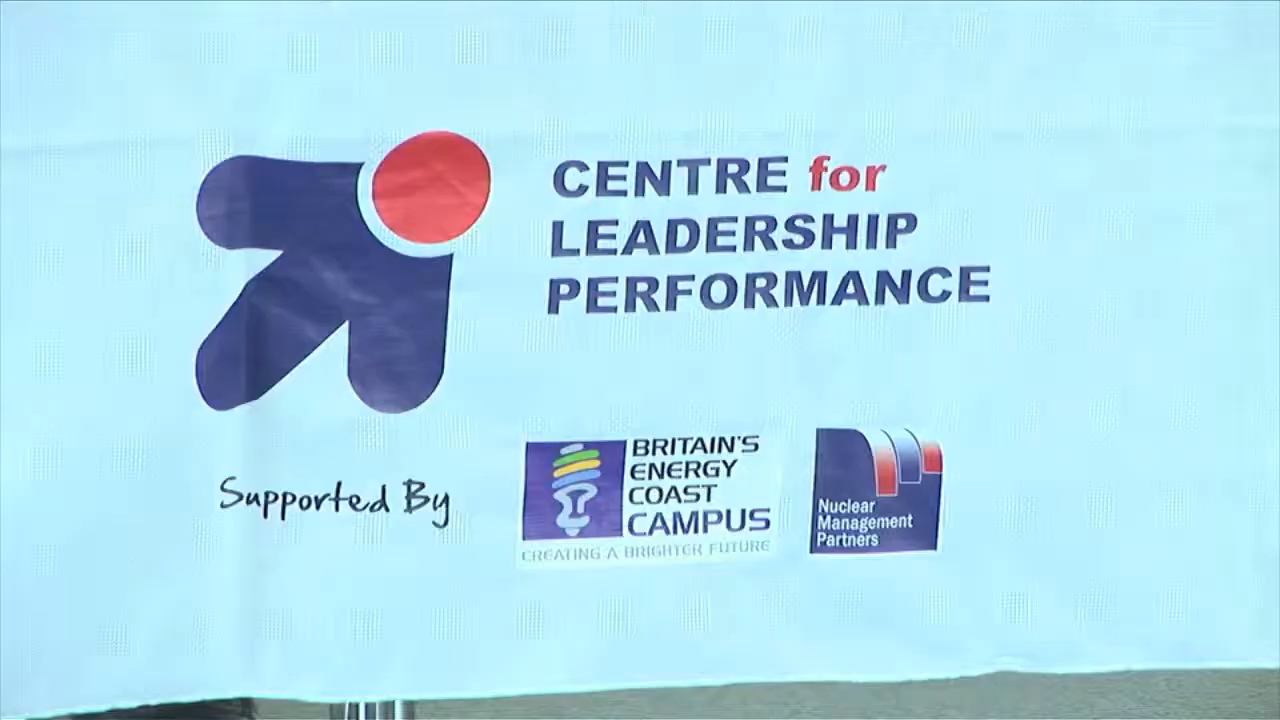 CENTRE for
LEADERSHIP
PERFORMANCE
Supported By
BRITAIN'S
ENERGY
COAST
CAMPUS
CREATING A BRIGHTER FUTURE
Nuclear
Management
Partners